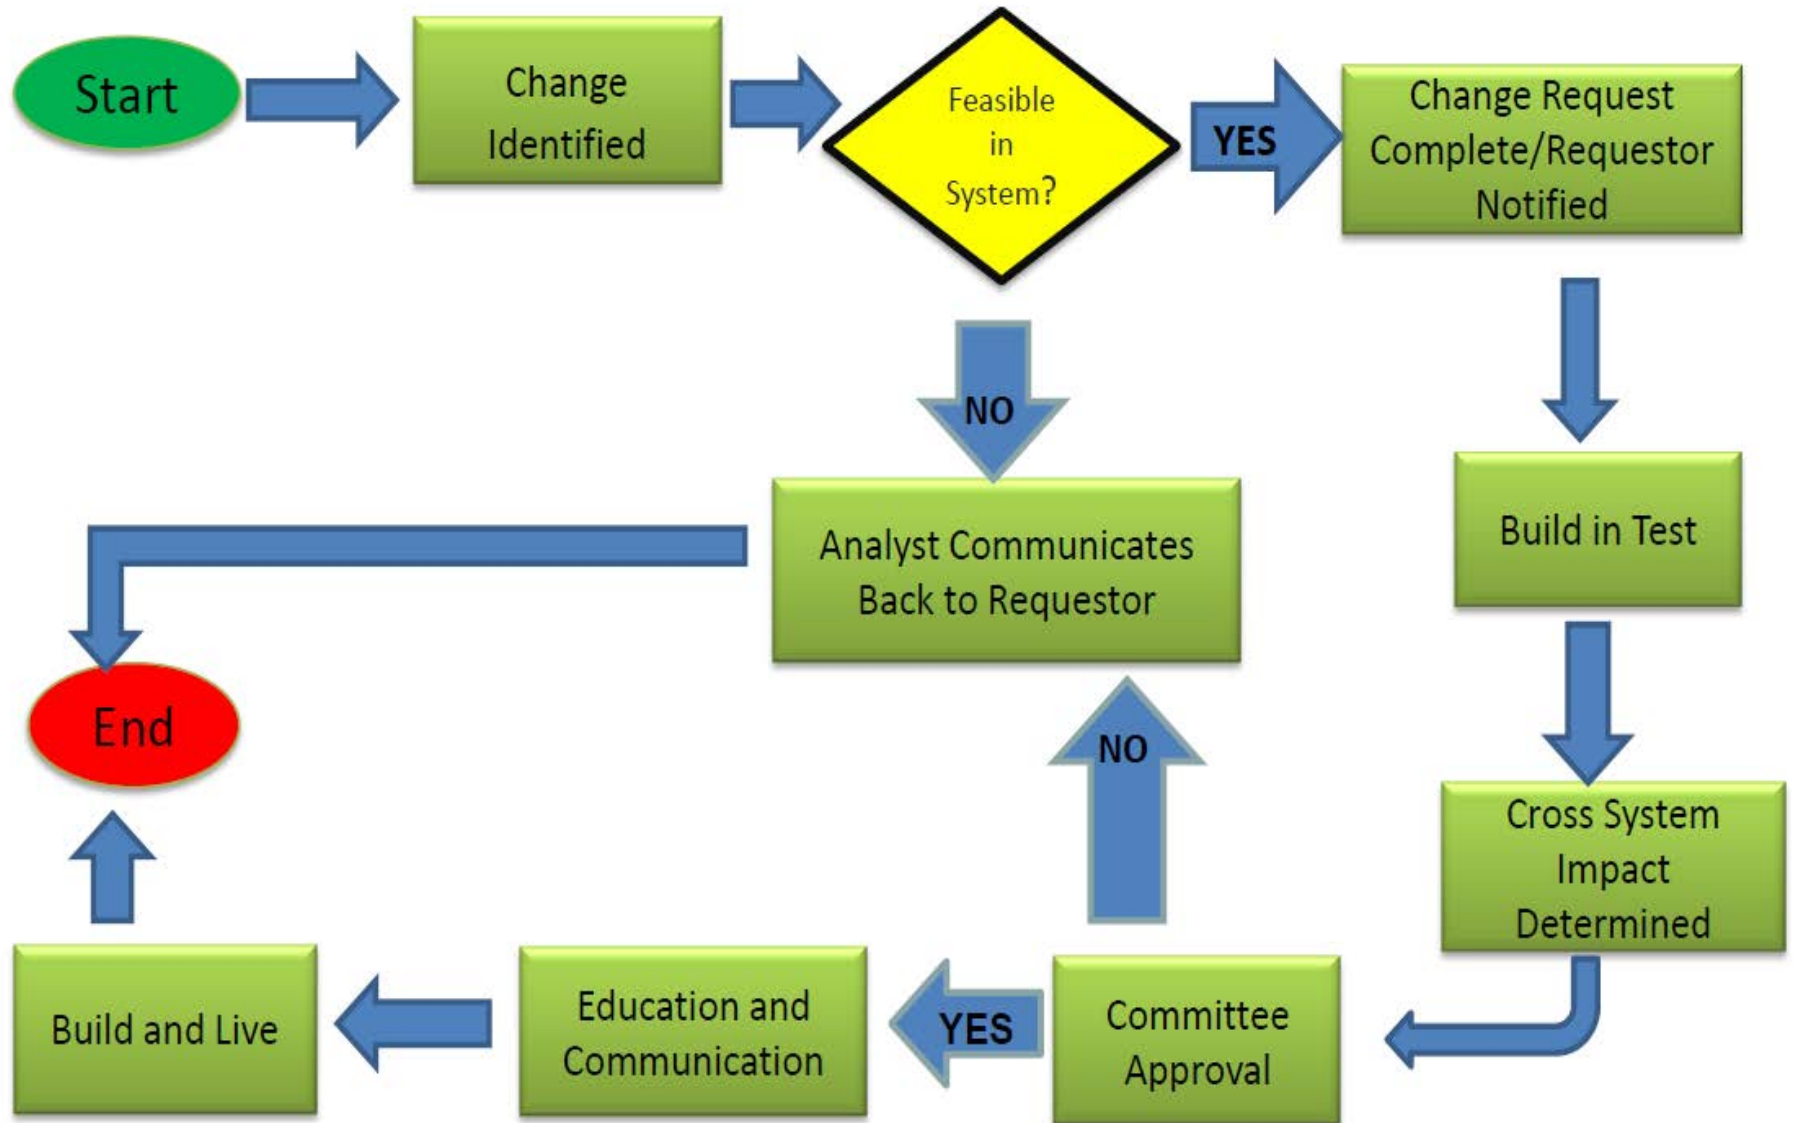 Start
Change
Identified
Feasible
in
System?
YES
Change Request
Complete/Requestor
Notified
NO
Analyst Communicates
Back to Requestor
Build in Test
End
NO
Cross System
Impact
Determined
Build and Live
Education and
Communication
YES
Committee
Approval